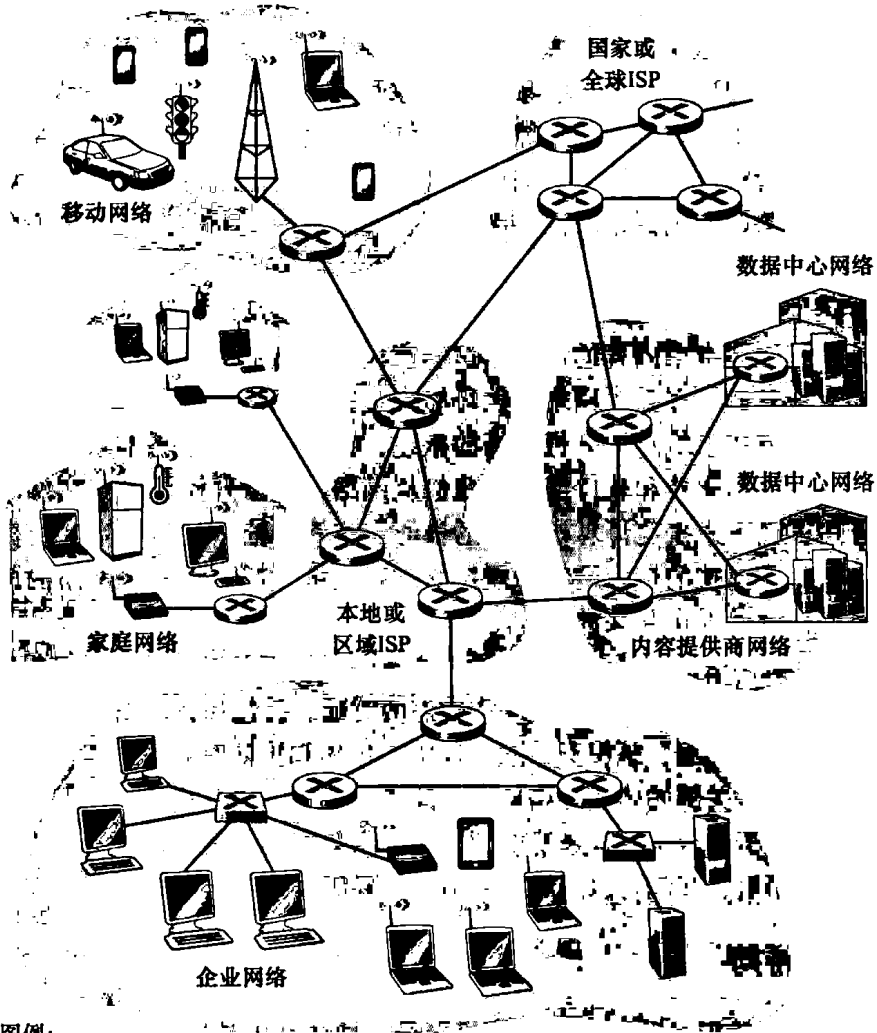 国家或
全球ISP
移动网络
数据中心网络
数据中心网络
家庭网络
本地或
区域ISP
内容提供商网络
企业网络
图例: